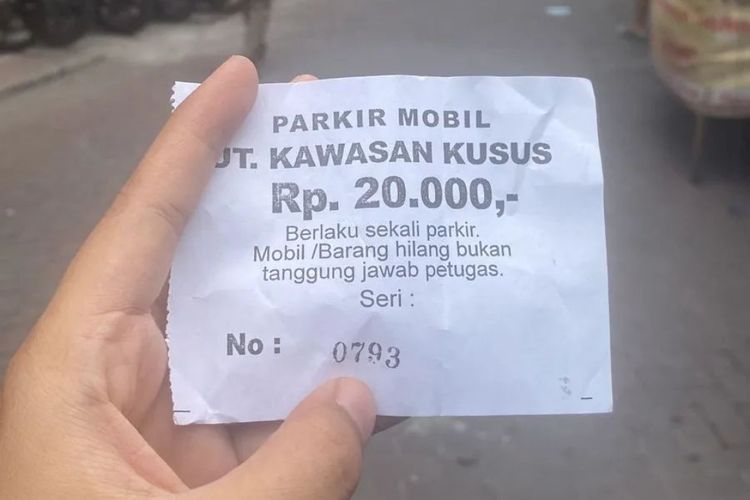 PARKIR MOBIL
UT. KAWASAN KUSUS
Rp. 20.000,-
Berlaku sekali parkir.
Mobil /Barang hilang bukan
tanggung jawab petugas.
Seri :
No : 0793